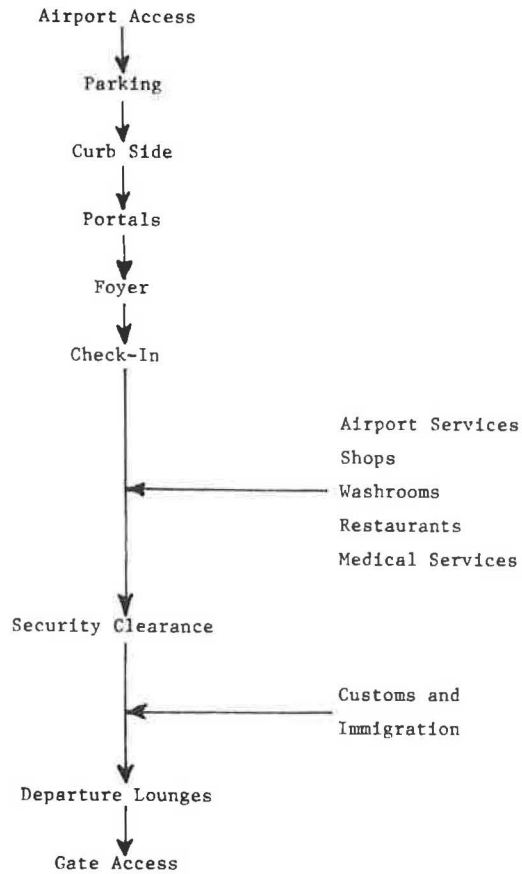 Airport Access
Parking
Curb Side
Portals
Foyer
Check-In
Airport Services
Shops
Washrooms
Restaurants
Medical Services
Security Clearance
Customs and
Immigration
Departure Lounges
Gate Access